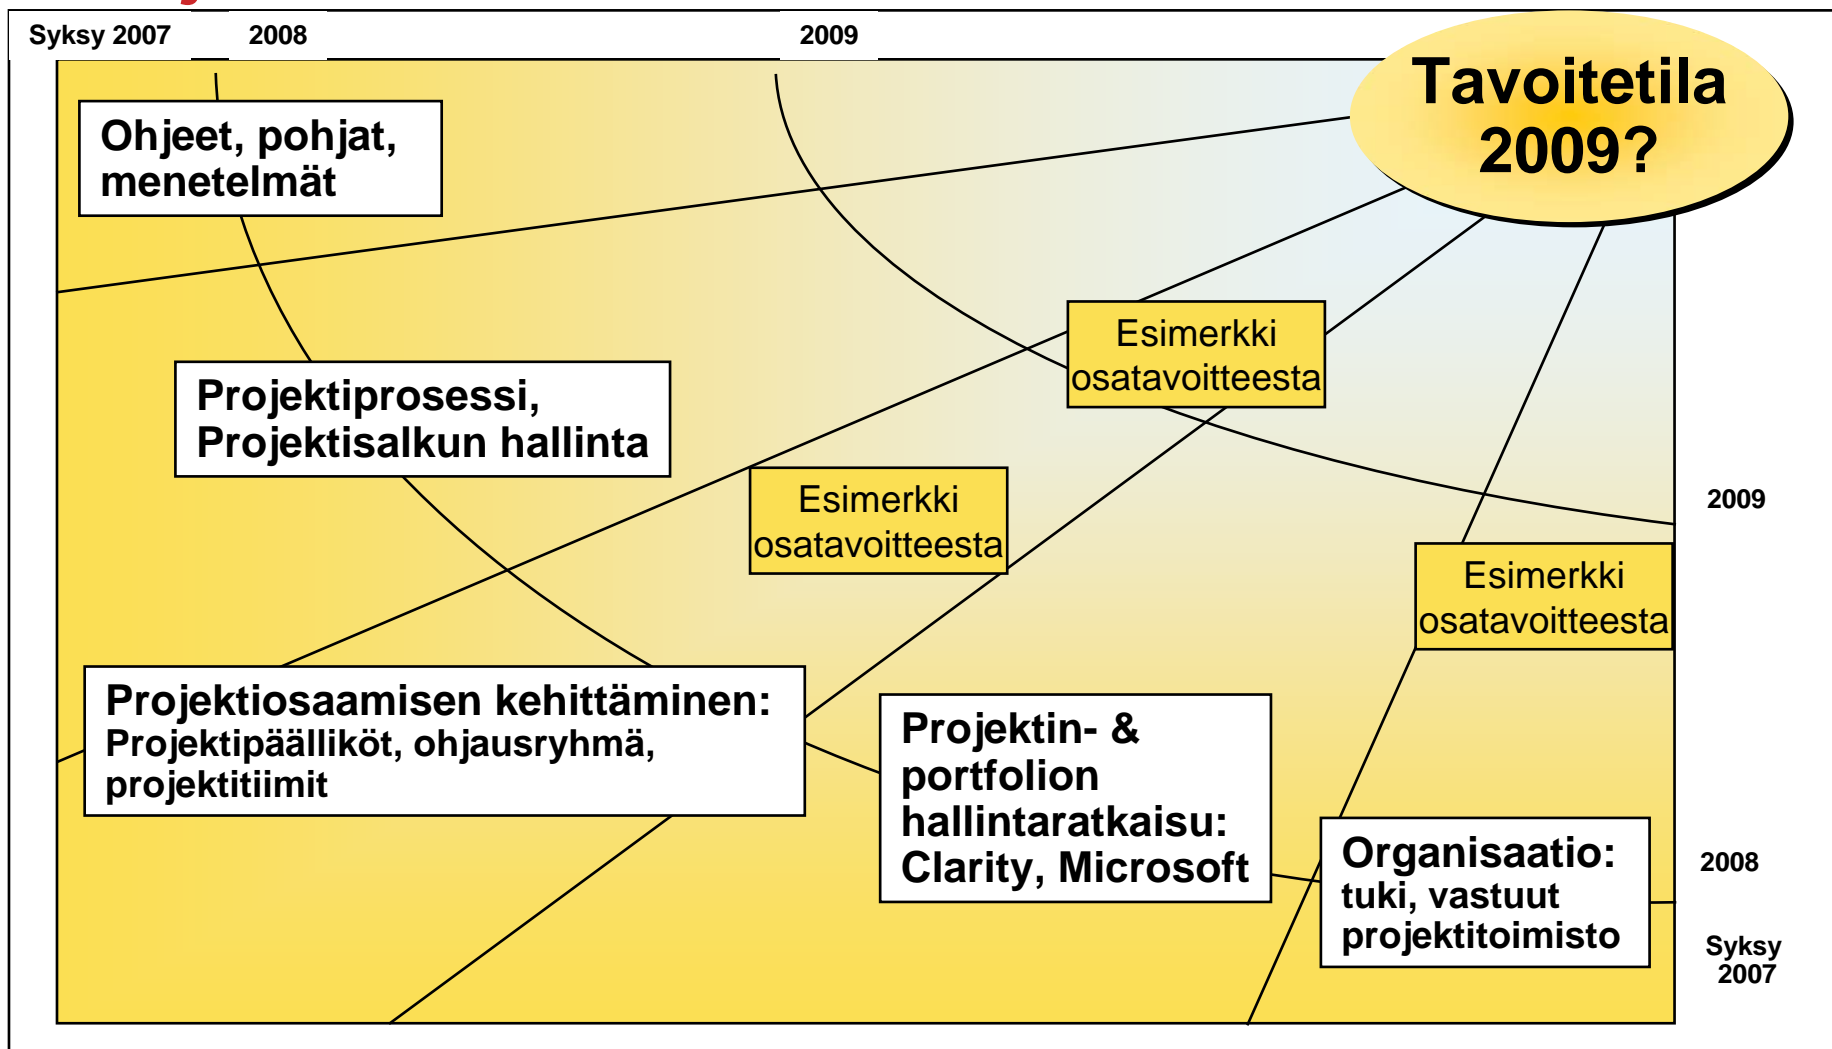 Syksy 2007
2008
2009
Tavoitetila
2009?
Ohjeet, pohjat,
menetelmät
Esimerkki
osatavoitteesta
Projektiprosessi,
Projektisalkun hallinta
Esimerkki
osatavoitteesta
2009
Esimerkki
osatavoitteesta
Projektiosaamisen kehittäminen:
Projektipäälliköt, ohjausryhmä,
projektitiimit
Projektin- &
portfolion
hallintaratkaisu:
Clarity, Microsoft
Organisaatio:
tuki, vastuut
projektitoimisto
2008
Syksy
2007